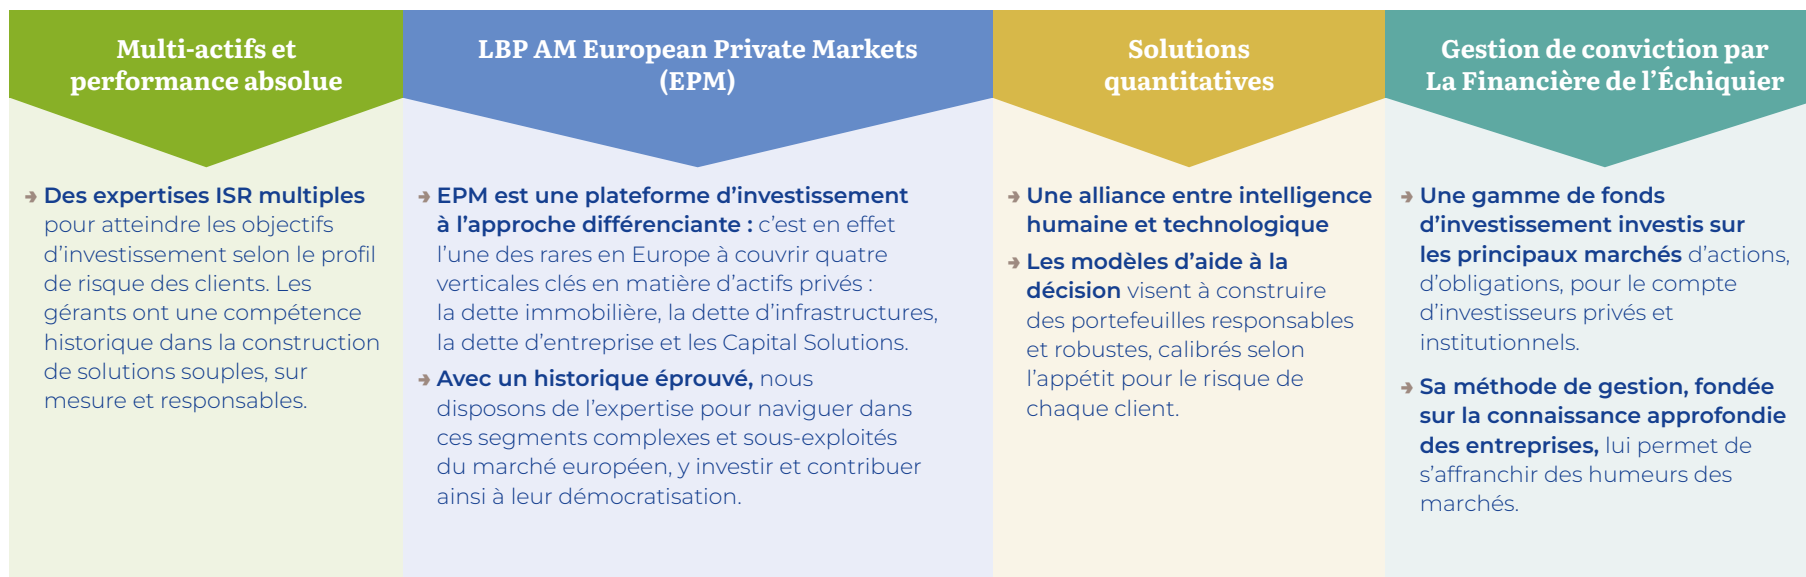 Multi-actifs et
performance absolue
➔ Des expertises ISR multiples
pour atteindre les objectifs
d’investissement selon le profil
de risque des clients. Les
gérants ont une compétence
historique dans la construction
de solutions souples, sur
mesure et responsables.
LBP AM European Private Markets
(EPM)
➔ EPM est une plateforme d’investissement
à l’approche différenciante : c’est en effet
l’une des rares en Europe à couvrir quatre
verticales clés en matière d’actifs privés :
la dette immobilière, la dette d’infrastructures,
la dette d’entreprise et les Capital Solutions.
➔ Avec un historique éprouvé, nous
disposons de l’expertise pour naviguer dans
ces segments complexes et sous-exploités
du marché européen, y investir et contribuer
ainsi à leur démocratisation.
Solutions
quantitatives
➔ Une alliance entre intelligence
humaine et technologique
➔ Les modèles d’aide à la
décision visent à construire
des portefeuilles responsables
et robustes, calibrés selon
l’appétit pour le risque de
chaque client.
Gestion de conviction par
La Financière de l’Échiquier
➔ Une gamme de fonds
d’investissement investis sur
les principaux marchés d’actions,
d’obligations, pour le compte
d’investisseurs privés et
institutionnels.
➔ Sa méthode de gestion, fondée
sur la connaissance approfondie
des entreprises, lui permet de
s’affranchir des humeurs des
marchés.